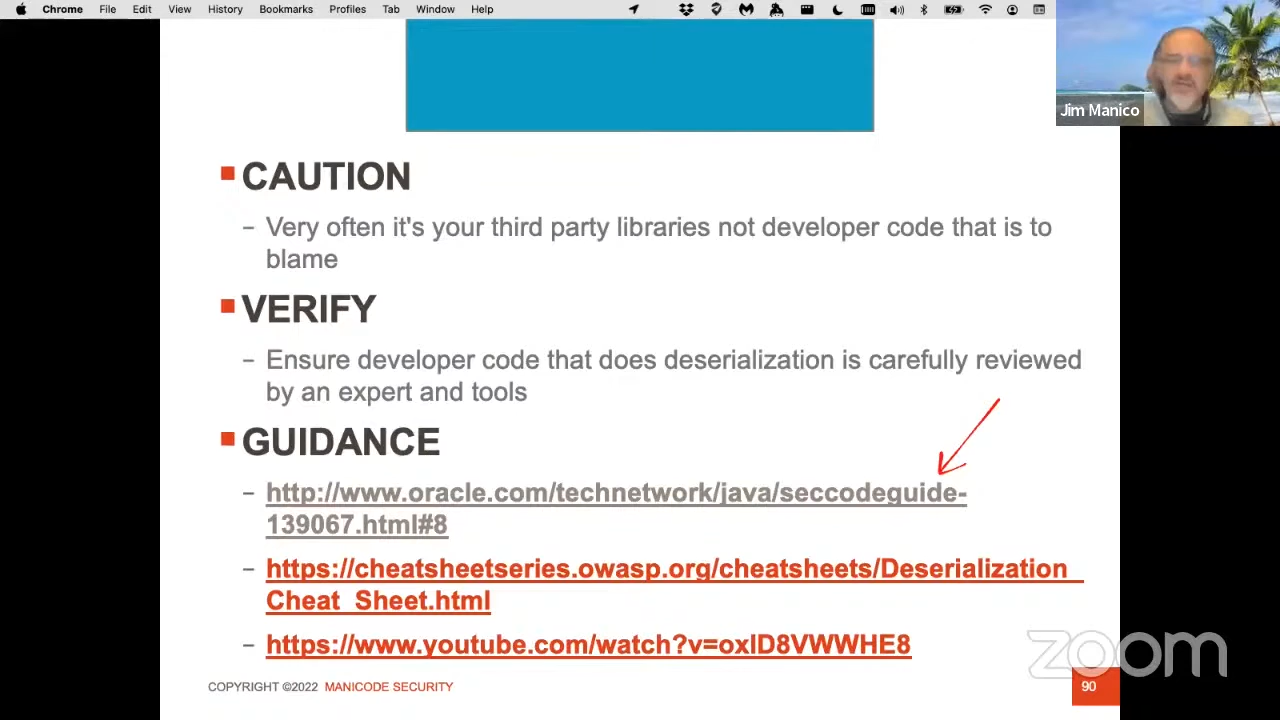 Chrome File Edit View History Bookmarks Profiles Tab Window Help
Jim Manico
CAUTION
– Very often it's your third party libraries not developer code that is to
blame
VERIFY
– Ensure developer code that does deserialization is carefully reviewed
by an expert and tools
GUIDANCE
– http://www.oracle.com/technetwork/java/seccodeguide-
139067.html#8
– https://cheatsheetseries.owasp.org/cheatsheets/Deserialization_
Cheat_Sheet.html
– https://www.youtube.com/watch?v=oxlD8VWWHE8
zoom
COPYRIGHT ©2022 MANICODE SECURITY
90